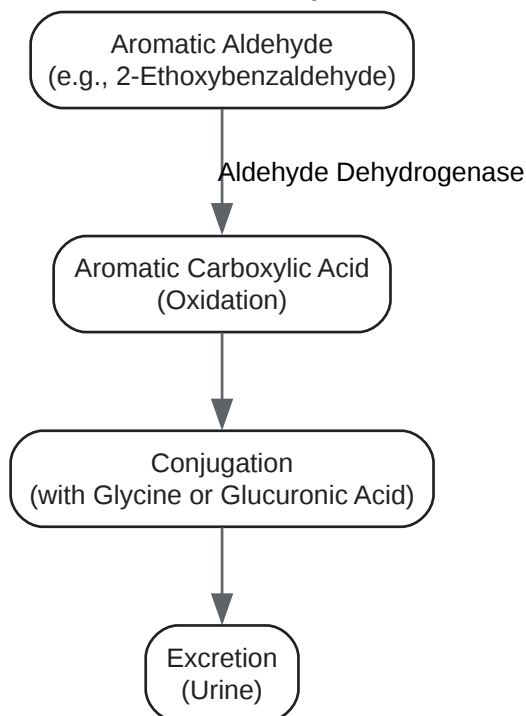 Aromatic Aldehyde
(e.g., 2-Ethoxybenzaldehyde)
Aldehyde Dehydrogenase
Aromatic Carboxylic Acid
(Oxidation)
Conjugation
(with Glycine or Glucuronic Acid)
Excretion
(Urine)